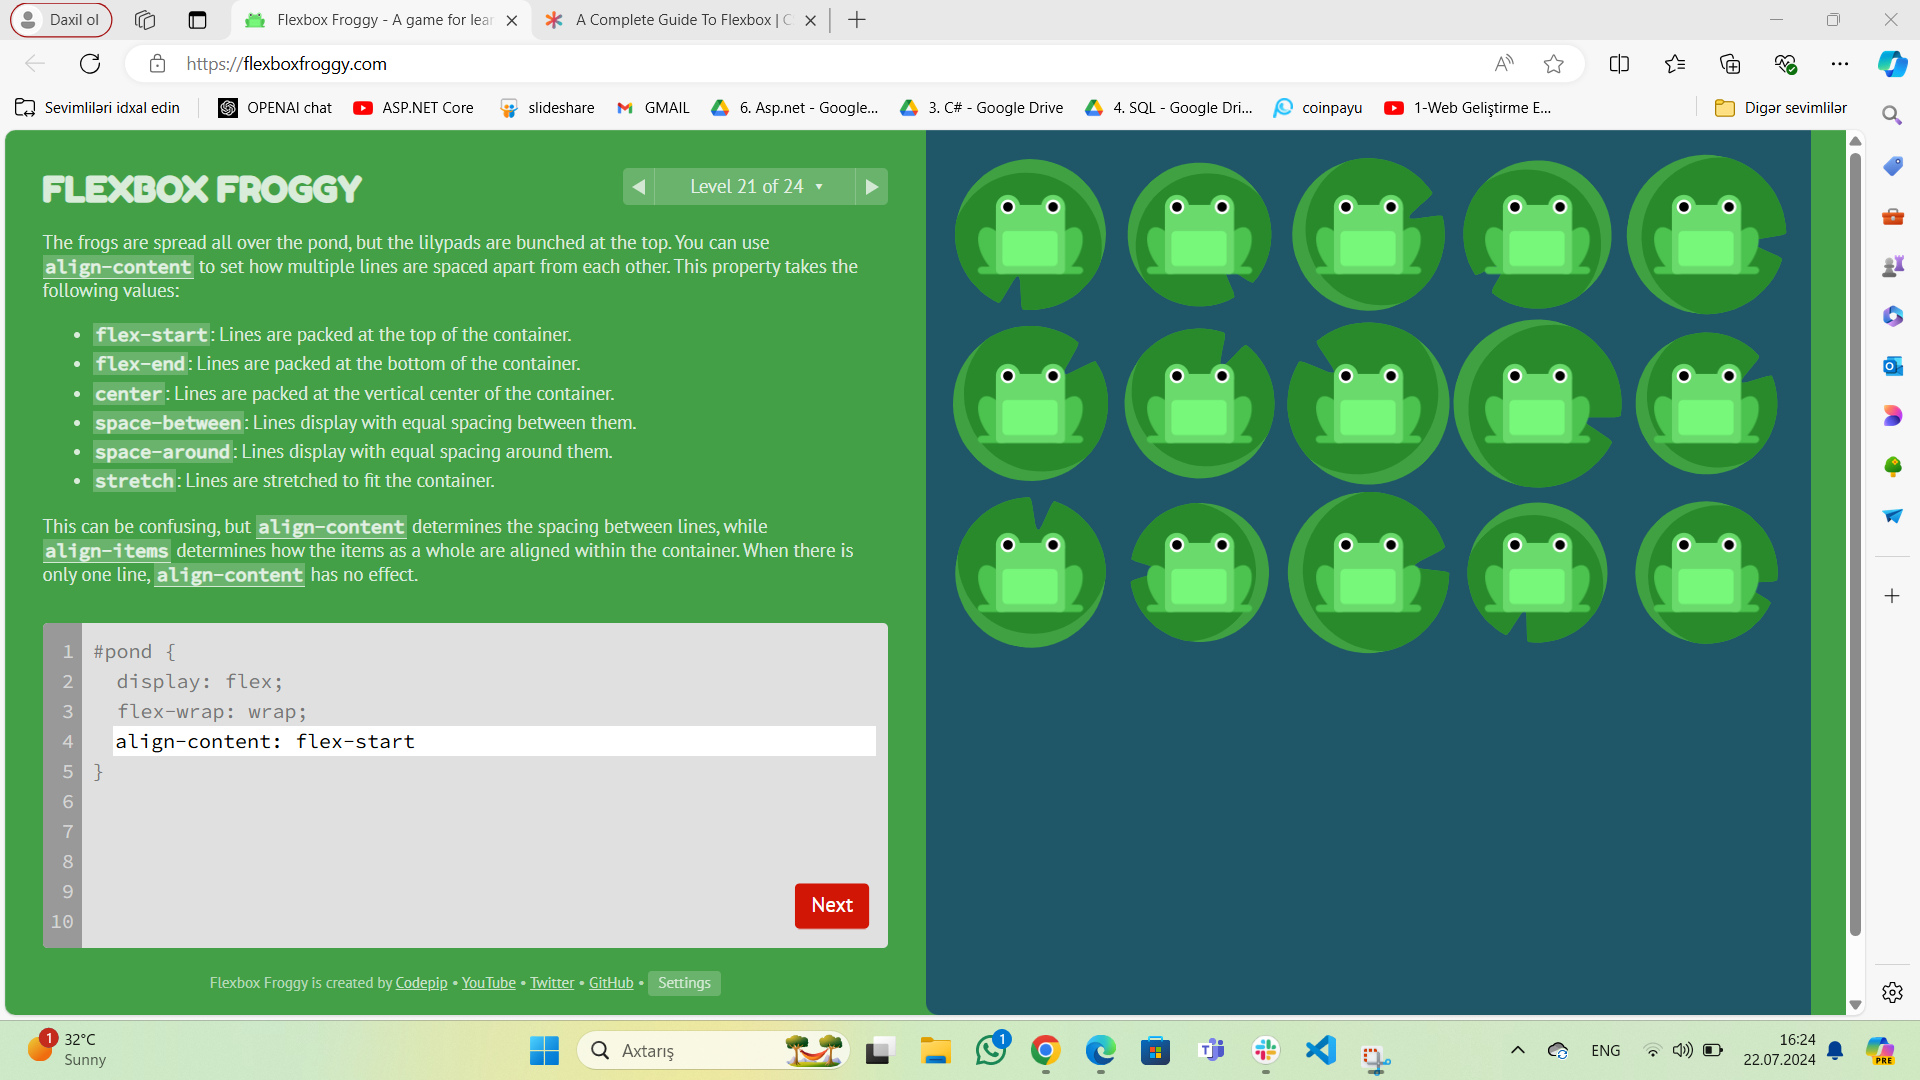 Daxil ol
Flexbox Froggy - A game for lear
A Complete Guide To Flexbox | C
https://flexboxfroggy.com
Sevimliləri idxal edin
OPENAI chat
ASP.NET Core
slideshare
GMAIL
6. Asp.net - Google...
3. C# - Google Drive
4. SQL - Google Dri...
coinpayu
1-Web Geliştirme E...
Digər sevimlilər
FLEXBOX FROGGY
Level 21 of 24
The frogs are spread all over the pond, but the lilypads are bunched at the top. You can use
align-content to set how multiple lines are spaced apart from each other. This property takes the
following values:
• flex-start: Lines are packed at the top of the container.
• flex-end: Lines are packed at the bottom of the container.
• center: Lines are packed at the vertical center of the container.
• space-between: Lines display with equal spacing between them.
• space-around: Lines display with equal spacing around them.
• stretch: Lines are stretched to fit the container.
This can be confusing, but align-content determines the spacing between lines, while
align-items determines how the items as a whole are aligned within the container. When there is
only one line, align-content has no effect.
1 #pond {
2 display: flex;
3 flex-wrap: wrap;
4 align-content: flex-start
5 }
6
7
8
9
10
Next
Flexbox Froggy is created by Codepip • YouTube • Twitter • GitHub • Settings
1
32°C
Sunny
Axtarış
1
ENG
16:24
22.07.2024
PRE